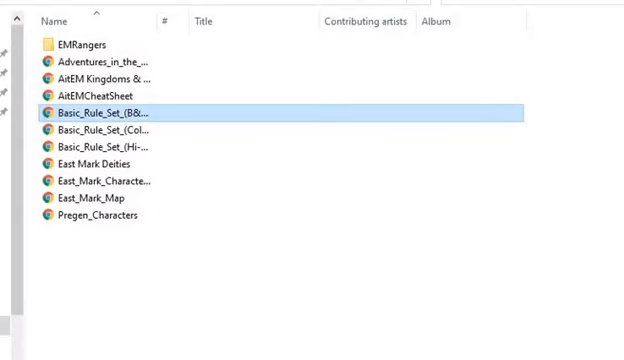 Name # Title Contributing artists Album
EMRangers
Adventures_in_the_...
AitEM Kingdoms & ...
AitEMCheatSheet
Basic_Rule_Set_(B&...
Basic_Rule_Set_(Col...
Basic_Rule_Set_(Hi-...
East Mark Deities
East_Mark_Characte...
East_Mark_Map
Pregen_Characters